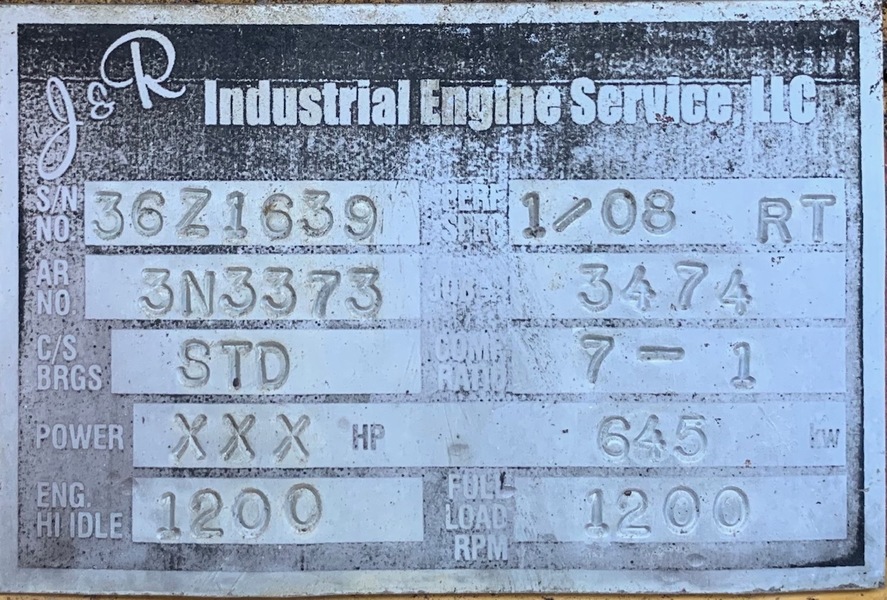 J & R Industrial Engine Service, LLC
S/N NO. 36Z1639 PERF SPEC 1/08 RT
AR NO. 3N3373 3474
C/S BRGS STD COMP. RATIO 7-1
POWER XXX HP 645 kw
ENG. HI IDLE 1200 FULL LOAD RPM 1200